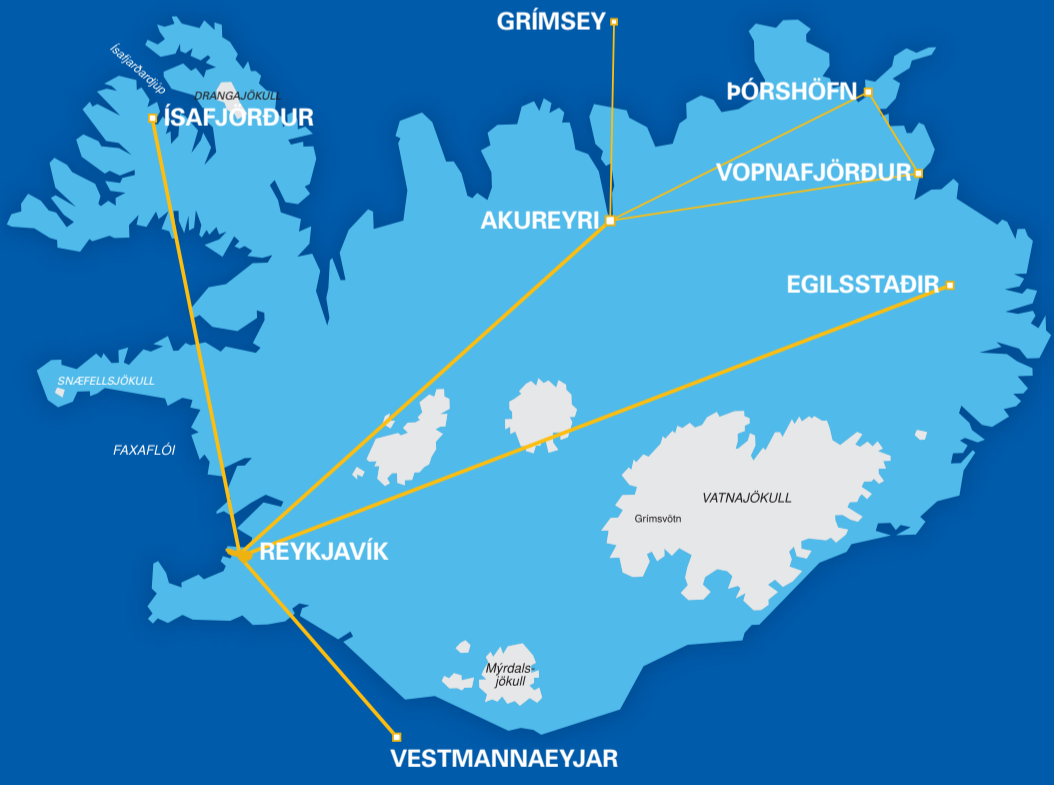 GRÍMSEY
Ísafjarðardjúp
DRANGAJÖKULL
ÞÓRSHÖFN
ÍSAFJÖRÐUR
VOPNAFJÖRÐUR
AKUREYRI
EGILSSTAÐIR
SNÆFELLSJÖKULL
FAXAFLÓI
VATNAJÖKULL
Grímsvötn
REYKJAVÍK
Mýrdals-
jökull
VESTMANNAEYJAR